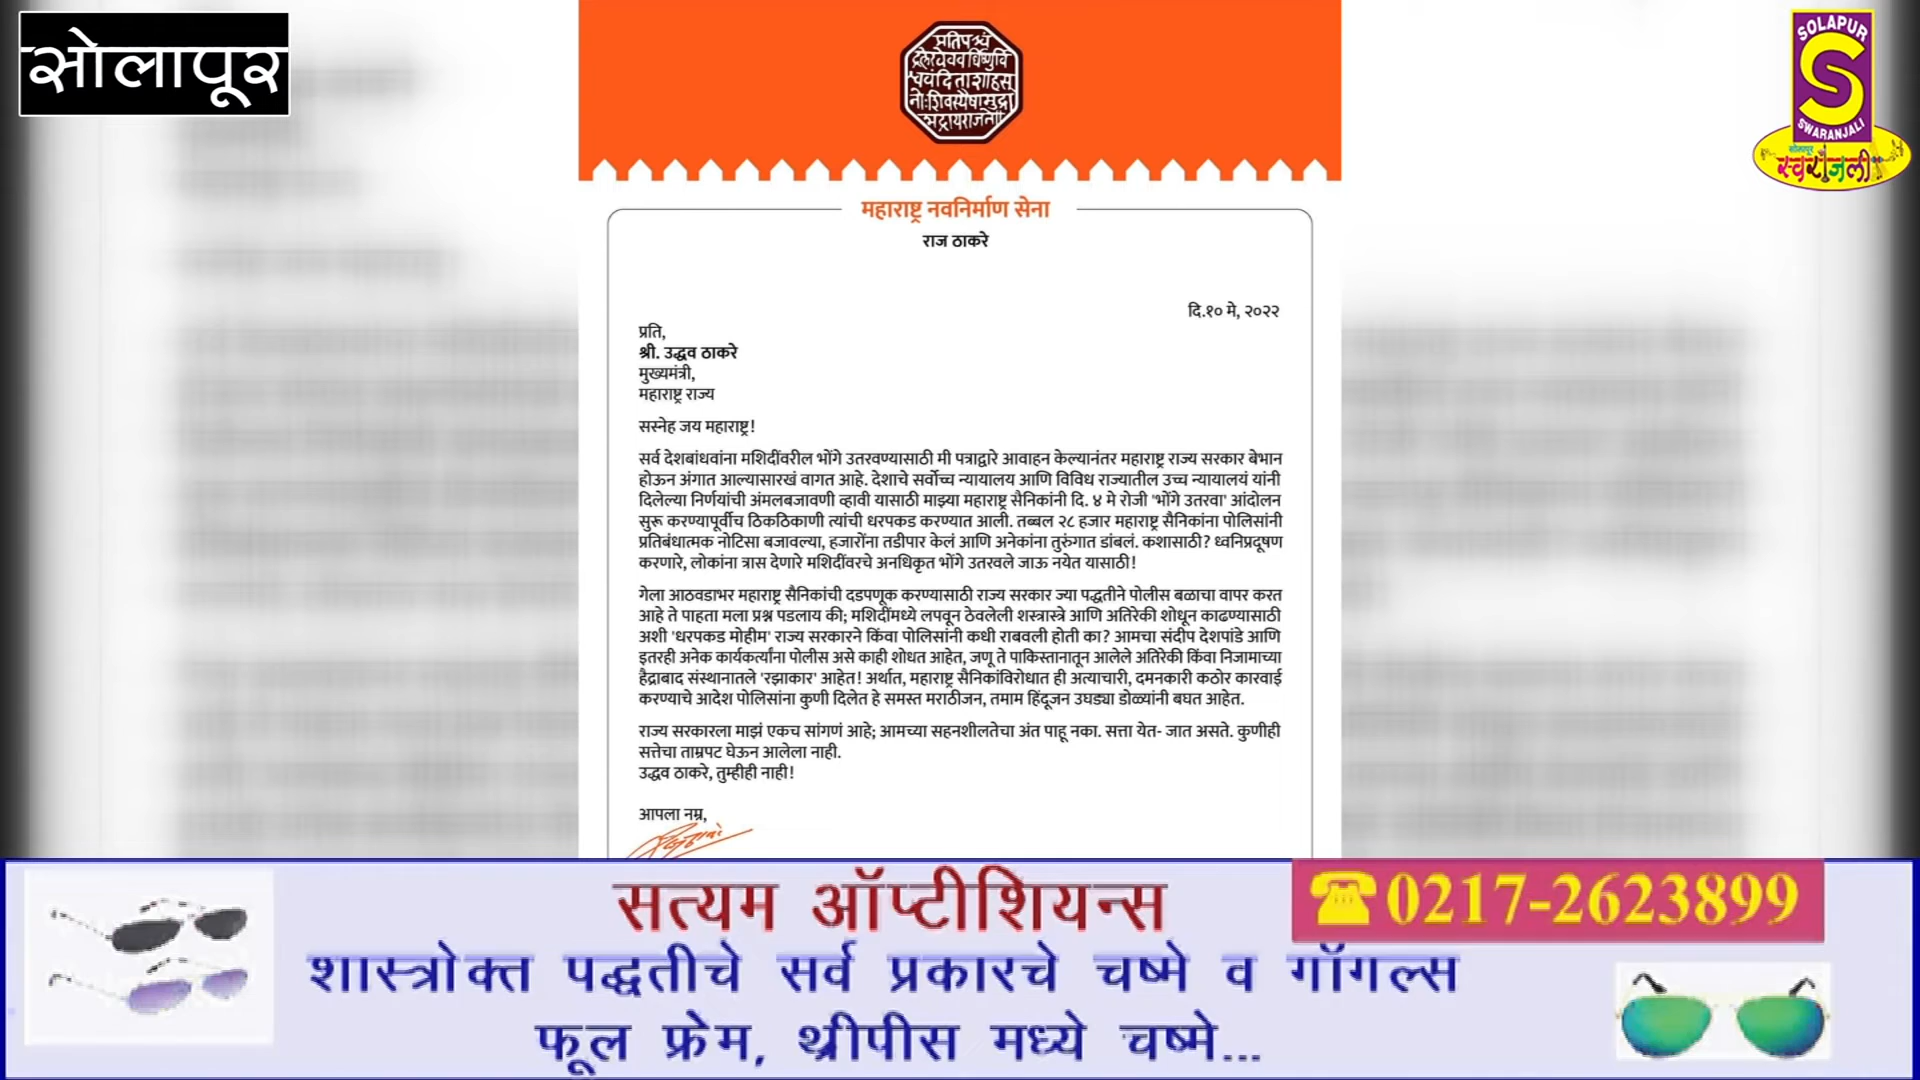 सोलापूर
SOLAPUR
S
SWARANJALI
सोलापूर
स्वरांजली
महाराष्ट्र नवनिर्माण सेना
राज ठाकरे
दि.१० मे, २०२२
प्रति,
श्री. उद्धव ठाकरे
मुख्यमंत्री,
महाराष्ट्र राज्य
सस्नेह जय महाराष्ट्र!
सर्व देशबांधवांना मशिदींवरील भोंगे उतरवण्यासाठी मी पत्राद्वारे आवाहन केल्यानंतर महाराष्ट्र राज्य सरकार बेभान
होऊन अंगात आल्यासारखं वागत आहे. देशाचे सर्वोच्च न्यायालय आणि विविध राज्यातील उच्च न्यायालयं यांनी
दिलेल्या निर्णयांची अंमलबजावणी व्हावी यासाठी माझ्या महाराष्ट्र सैनिकांनी दि. ४ मे रोजी 'भोंगे उतरवा' आंदोलन
सुरू करण्यापूर्वीच ठिकठिकाणी त्यांची धरपकड करण्यात आली. तब्बल २८ हजार महाराष्ट्र सैनिकांना पोलिसांनी
प्रतिबंधात्मक नोटिसा बजावल्या, हजारोंना तडीपार केलं आणि अनेकांना तुरुंगात डांबलं. कशासाठी? ध्वनिप्रदूषण
करणारे, लोकांना त्रास देणारे मशिदींवरचे अनधिकृत भोंगे उतरवले जाऊ नयेत यासाठी!
गेला आठवडाभर महाराष्ट्र सैनिकांची दडपणूक करण्यासाठी राज्य सरकार ज्या पद्धतीने पोलीस बळाचा वापर करत
आहे ते पाहता मला प्रश्न पडलाय की; मशिदींमध्ये लपवून ठेवलेली शस्त्रास्त्रे आणि अतिरेकी शोधून काढण्यासाठी
अशी 'धरपकड मोहीम' राज्य सरकारने किंवा पोलिसांनी कधी राबवली होती का? आमचा संदीप देशपांडे आणि
इतरही अनेक कार्यकर्त्यांना पोलीस असे काही शोधत आहेत, जणू ते पाकिस्तानातून आलेले अतिरेकी किंवा निजामाच्या
हैद्राबाद संस्थानातले 'रझाकार' आहेत! अर्थात, महाराष्ट्र सैनिकांविरोधात ही अत्याचारी, दमनकारी कठोर कारवाई
करण्याचे आदेश पोलिसांना कुणी दिलेत हे समस्त मराठीजन, तमाम हिंदूजन उघड्या डोळ्यांनी बघत आहेत.
राज्य सरकारला माझं एकच सांगणं आहे; आमच्या सहनशीलतेचा अंत पाहू नका. सत्ता येत- जात असते. कुणीही
सत्तेचा ताम्रपट घेऊन आलेला नाही.
उद्धव ठाकरे, तुम्हीही नाही!
आपला नम्र,
सत्यम ऑप्टीशियन्स
☎0217-2623899
शास्त्रोक्त पद्धतीचे सर्व प्रकारचे चष्मे व गॉगल्स
फूल फ्रेम, थ्रीपीस मध्ये चष्मे...